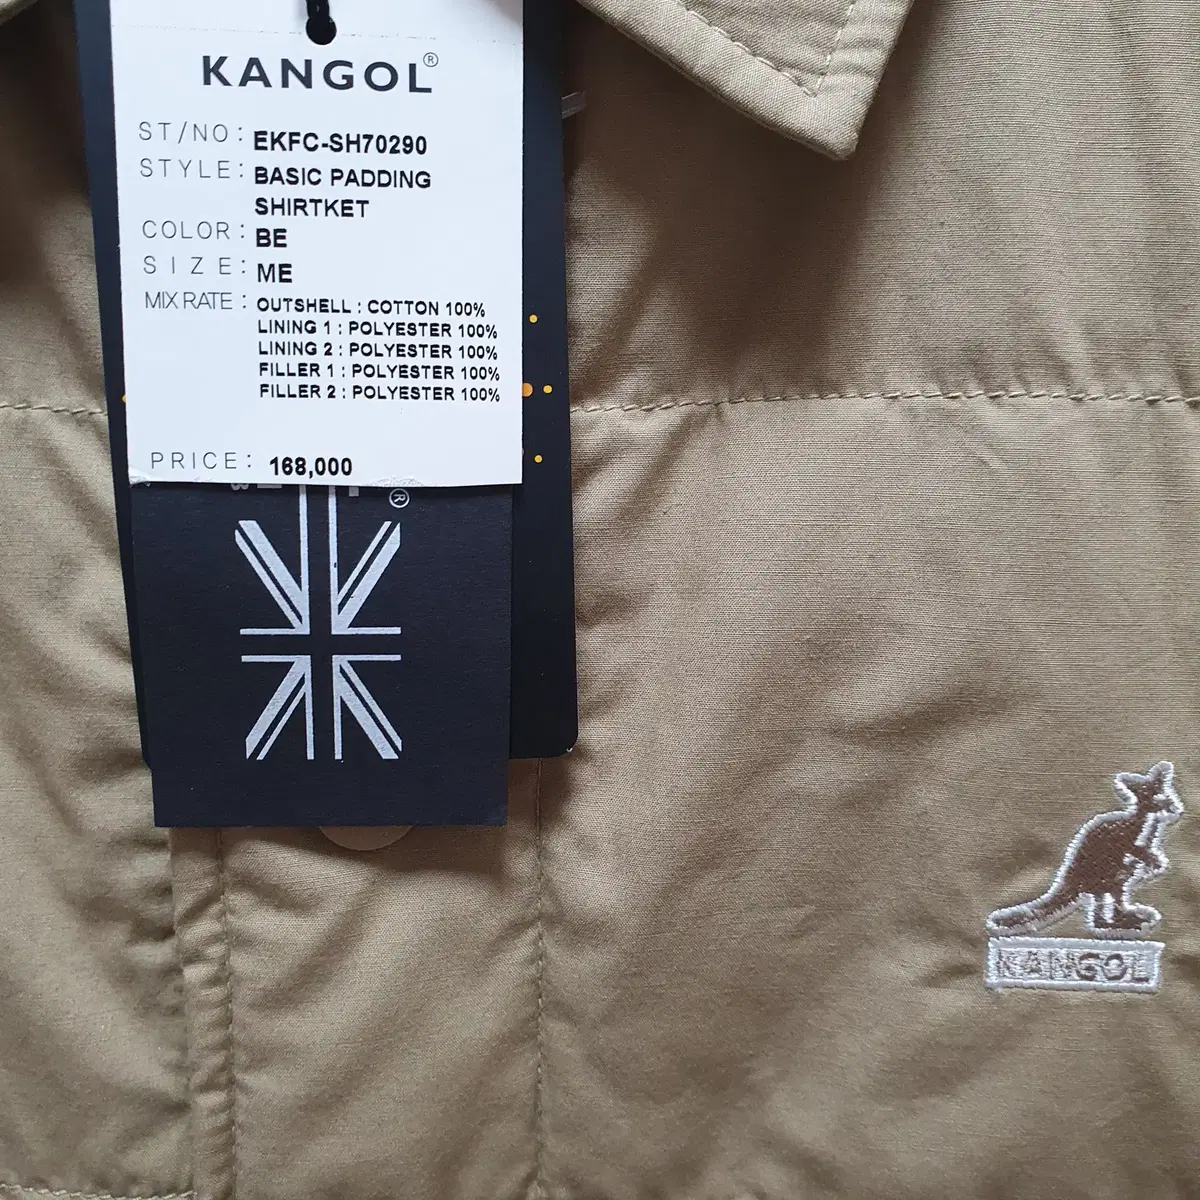 KANGOL®
ST/NO: EKFC-SH70290
STYLE: BASIC PADDING
SHIRTKET
COLOR: BE
SIZE: ME
MIX RATE: OUTSHELL : COTTON 100%
LINING 1 : POLYESTER 100%
LINING 2 : POLYESTER 100%
FILLER 1 : POLYESTER 100%
FILLER 2 : POLYESTER 100%
PRICE: 168,000
®
KANGOL